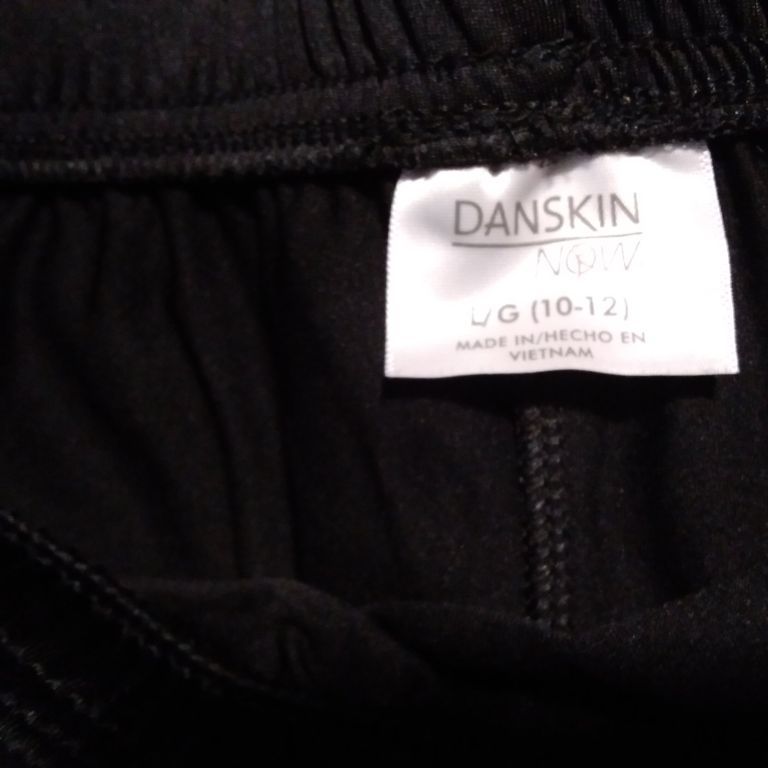 DANSKIN
NOW
L/G (10-12)
MADE IN/HECHO EN
VIETNAM